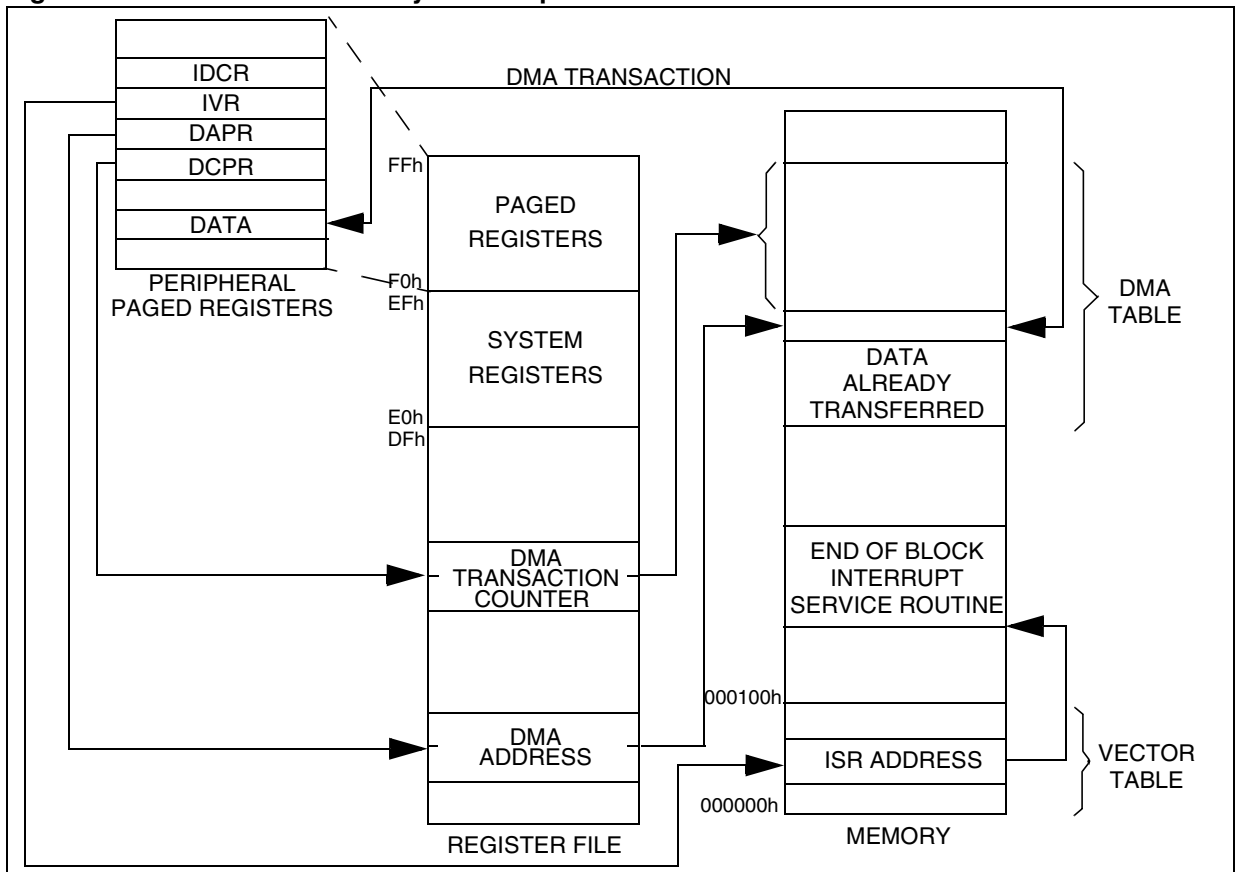 IDCR
IVR
DAPR
DCPR
DATA
PERIPHERAL
PAGED REGISTERS
DMA TRANSACTION
FFh
PAGED
REGISTERS
F0h
EFh
SYSTEM
REGISTERS
E0h
DFh
DMA
TRANSACTION
COUNTER
DMA
ADDRESS
REGISTER FILE
DATA
ALREADY
TRANSFERRED
DMA
TABLE
END OF BLOCK
INTERRUPT
SERVICE ROUTINE
000100h
ISR ADDRESS
000000h
VECTOR
TABLE
MEMORY